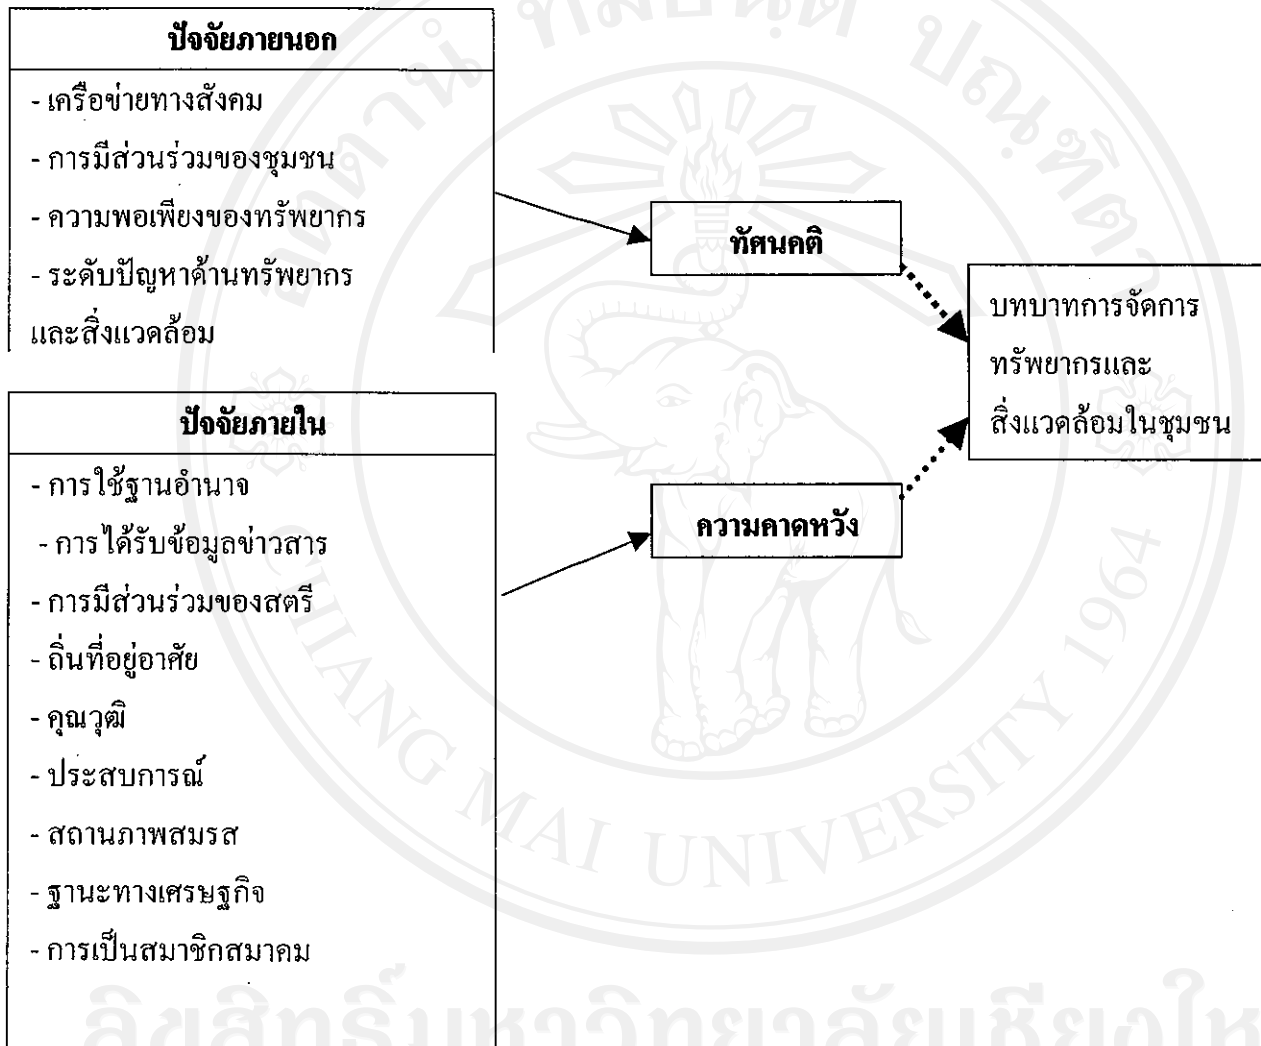 ปัจจัยภายนอก
- เครือข่ายทางสังคม
- การมีส่วนร่วมของชุมชน
- ความพอเพียงของทรัพยากร
- ระดับปัญหาด้านทรัพยากร
และสิ่งแวดล้อม
ปัจจัยภายใน
- การใช้ฐานอำนาจ
- การได้รับข้อมูลข่าวสาร
- การมีส่วนร่วมของสตรี
- ถิ่นที่อยู่อาศัย
- คุณวุฒิ
- ประสบการณ์
- สถานภาพสมรส
- ฐานะทางเศรษฐกิจ
- การเป็นสมาชิกสมาคม
ทัศนคติ
ความคาดหวัง
บทบาทการจัดการ
ทรัพยากรและ
สิ่งแวดล้อมในชุมชน
CHIANG MAI UNIVERSITY 1964